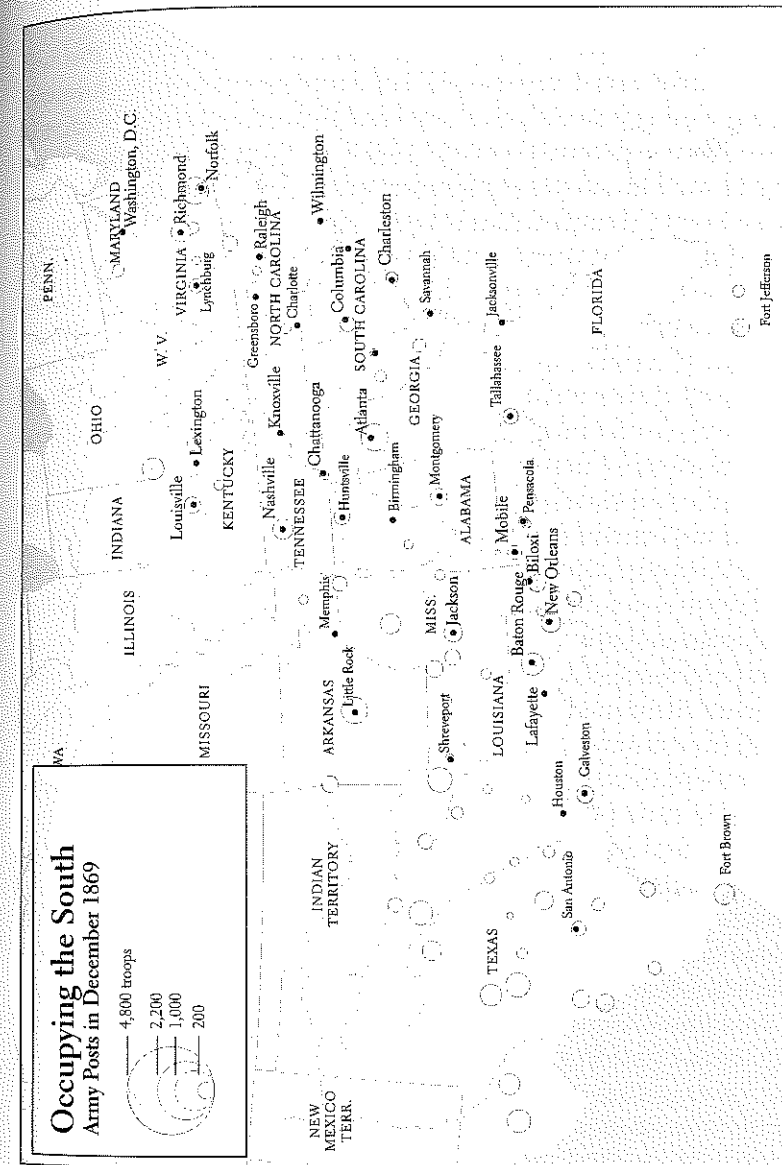 Occupying the South
Army Posts in December 1869
4,800 troops
2,200
1,000
200
WA
PENN.
OHIO
INDIANA
ILLINOIS
MISSOURI
W. V.
MARYLAND
Washington, D.C.
VIRGINIA
Richmond
Lynchburg
Norfolk
Louisville
Lexington
KENTUCKY
Greensboro
Raleigh
NORTH CAROLINA
Charlotte
Wilmington
Nashville
Knoxville
TENNESSEE
Chattanooga
Memphis
Huntsville
Columbia
SOUTH CAROLINA
Charleston
ARKANSAS
Little Rock
Atlanta
GEORGIA
Savannah
Birmingham
Montgomery
ALABAMA
MISS.
Jackson
Shreveport
LOUISIANA
Lafayette
Baton Rouge
New Orleans
Biloxi
Mobile
Pensacola
Tallahassee
Jacksonville
FLORIDA
Fort Jefferson
NEW
MEXICO
TERR.
INDIAN
TERRITORY
TEXAS
Houston
Galveston
San Antonio
Fort Brown